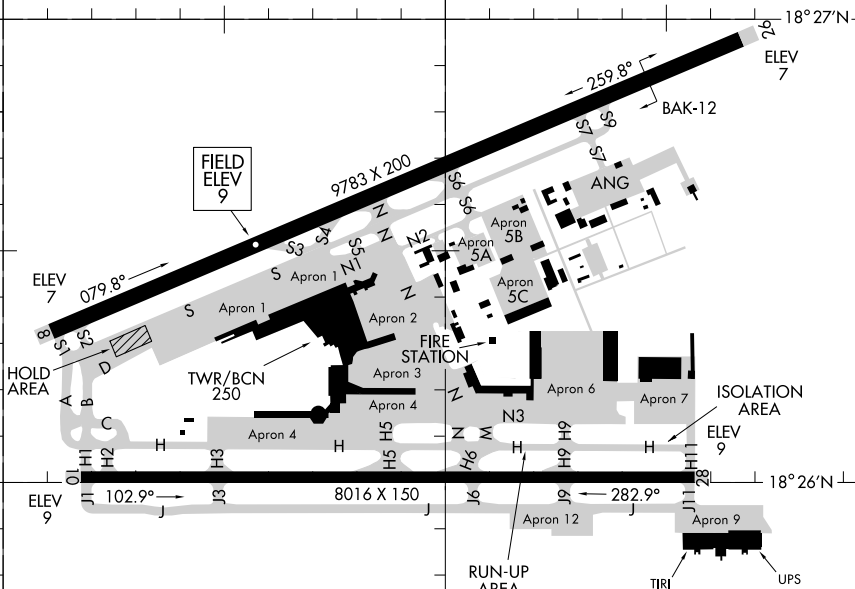 18°27'N
26
ELEV
7
259.8°
BAK-12
S7
S9
S7
ANG
FIELD
ELEV
9
9783 X 200
S6
S6
N
N
N2
S4
S3
S5
N1
S
Apron 1
Apron
5A
Apron
5B
Apron
5C
N
ELEV
7
079.8°
S
Apron 1
Apron 2
8
S1
S2
HOLD
AREA
D
TWR/BCN
250
FIRE
STATION
Apron 3
Apron 4
A
B
C
N
Apron 6
Apron 7
ISOLATION
AREA
N3
Apron 4
H5
N
M
H9
ELEV
9
H
H
H
H
H1
H2
H3
H5
H6
H9
H11
10
28
18°26'N
ELEV
9
J1
102.9°
J3
8016 X 150
J6
J9
282.9°
J11
J
J
J
Apron 12
Apron 9
RUN-UP
AREA
TIRI
UPS